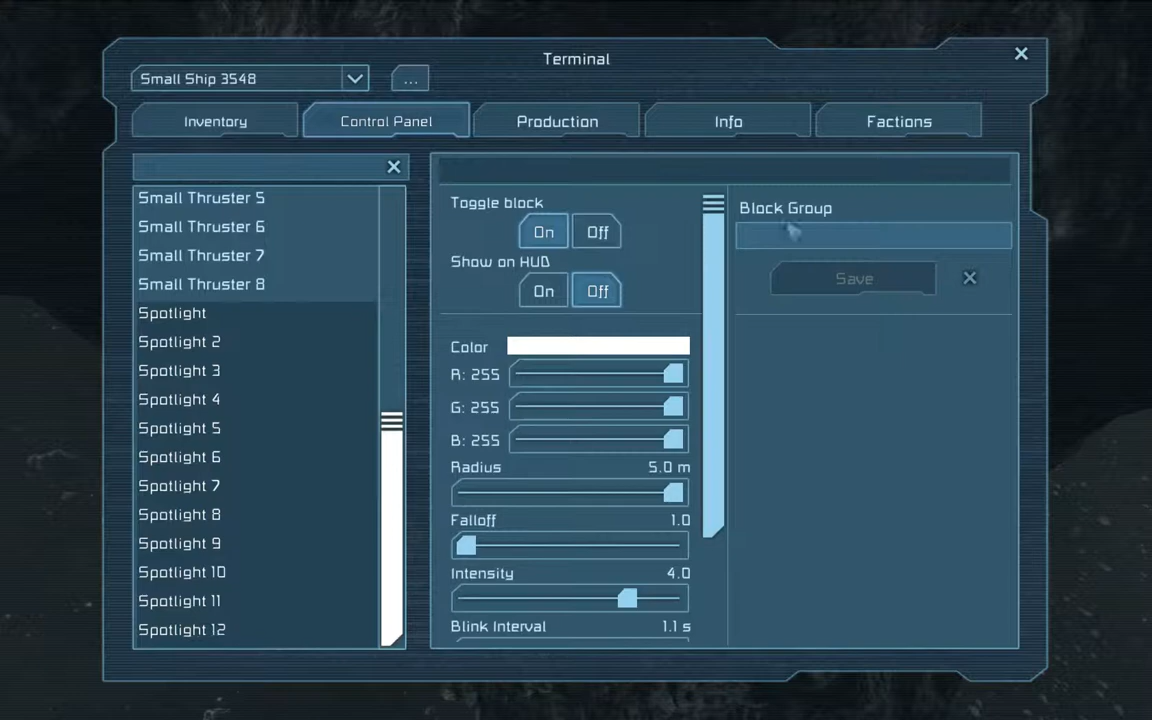 Terminal
Small Ship 3548
...
Inventory
Control Panel
Production
Info
Factions
Small Thruster 5
Small Thruster 6
Small Thruster 7
Small Thruster 8
Spotlight
Spotlight 2
Spotlight 3
Spotlight 4
Spotlight 5
Spotlight 6
Spotlight 7
Spotlight 8
Spotlight 9
Spotlight 10
Spotlight 11
Spotlight 12
Toggle block
On Off
Show on HUD
On Off
Color
R: 255
G: 255
B: 255
Radius 5.0 m
Falloff 1.0
Intensity 4.0
Blink Interval 1.1 s
Block Group
Save